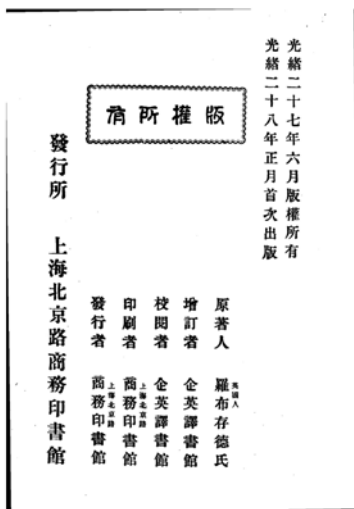 光緒二十七年六月版權所有
光緒二十八年正月首次出版
版權所有
原著人 英國人 羅布存德氏
增訂者 企英譯書館
校閱者 企英譯書館
印刷者 上海北京路 商務印書館
發行者 上海北京路 商務印書館
發行所 上海北京路商務印書館